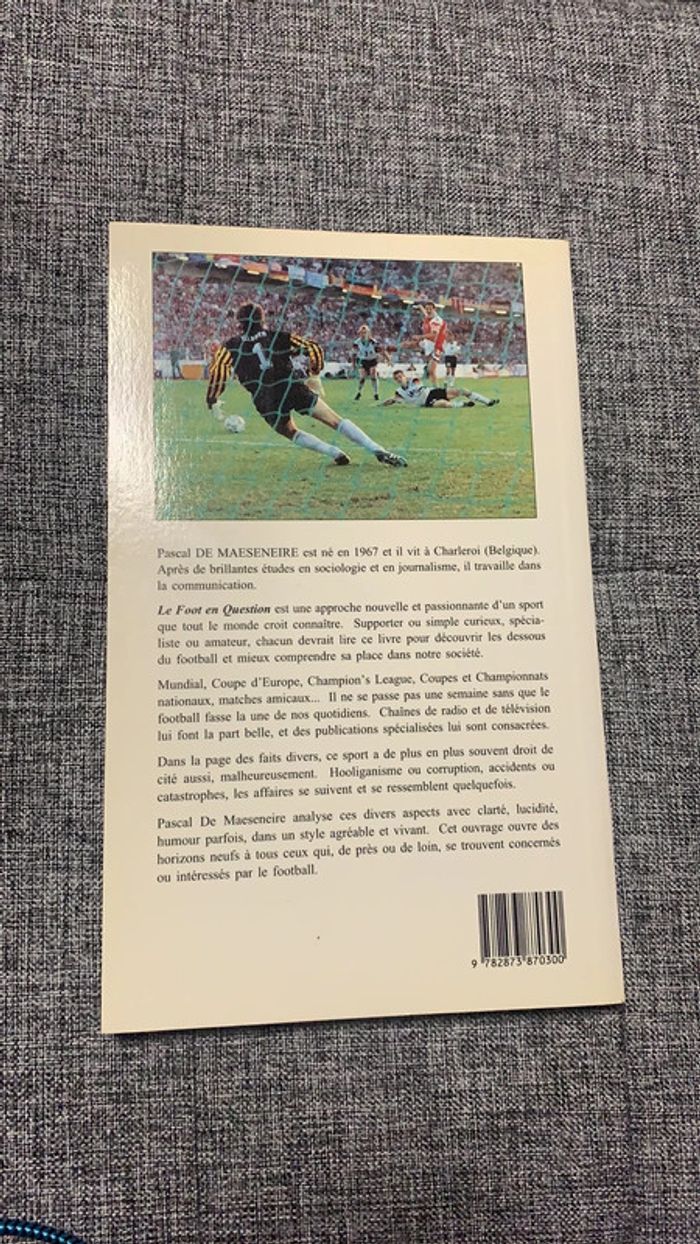 Pascal DE MAESENEIRE est né en 1967 et il vit à Charleroi (Belgique).
Après de brillantes études en sociologie et en journalisme, il travaille dans
la communication.
Le Foot en Question est une approche nouvelle et passionnante d'un sport
que tout le monde croit connaître. Supporter ou simple curieux, spécia-
liste ou amateur, chacun devrait lire ce livre pour découvrir les dessous
du football et mieux comprendre sa place dans notre société.
Mundial, Coupe d'Europe, Champion's League, Coupes et Championnats
nationaux, matches amicaux... Il ne se passe pas une semaine sans que le
football fasse la une de nos quotidiens. Chaînes de radio et de télévision
lui font la part belle, et des publications spécialisées lui sont consacrées.
Dans la page des faits divers, ce sport a de plus en plus souvent droit de
cité aussi, malheureusement. Hooliganisme ou corruption, accidents ou
catastrophes, les affaires se suivent et se ressemblent quelquefois.
Pascal De Maeseneire analyse ces divers aspects avec clarté, lucidité,
humour parfois, dans un style agréable et vivant. Cet ouvrage ouvre des
horizons neufs à tous ceux qui, de près ou de loin, se trouvent concernés
ou intéressés par le football.
9 782873 870300